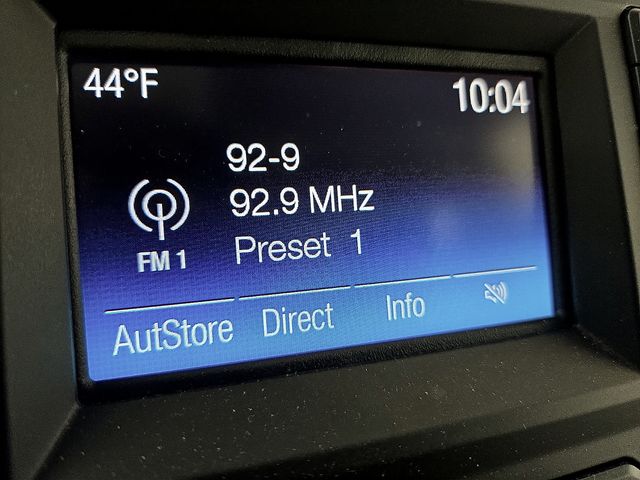 44°F 10:04
92-9
92.9 MHz
Preset 1
FM 1
AutStore Direct Info